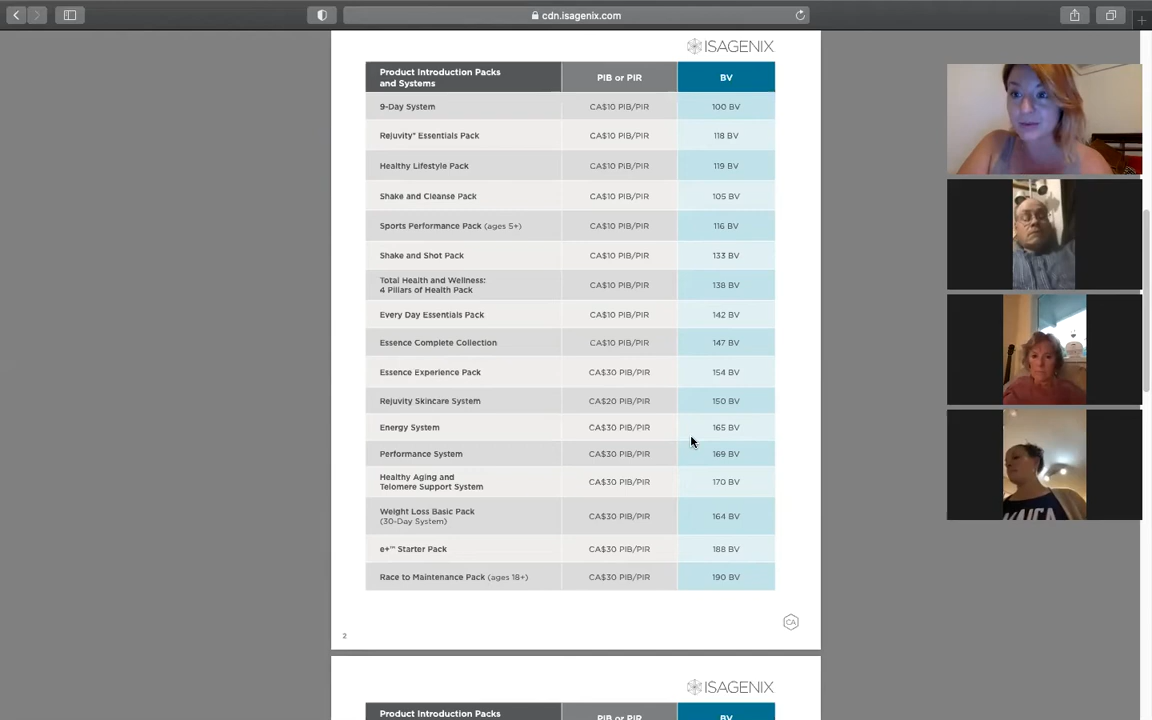 cdn.isagenix.com
ISAGENIX
Product Introduction Packs and Systems PIB or PIR BV
9-Day System CA$10 PIB/PIR 100 BV
Rejuvity® Essentials Pack CA$10 PIB/PIR 118 BV
Healthy Lifestyle Pack CA$10 PIB/PIR 119 BV
Shake and Cleanse Pack CA$10 PIB/PIR 105 BV
Sports Performance Pack (ages 5+) CA$10 PIB/PIR 116 BV
Shake and Shot Pack CA$10 PIB/PIR 133 BV
Total Health and Wellness: 4 Pillars of Health Pack CA$10 PIB/PIR 138 BV
Every Day Essentials Pack CA$10 PIB/PIR 142 BV
Essence Complete Collection CA$10 PIB/PIR 147 BV
Essence Experience Pack CA$30 PIB/PIR 154 BV
Rejuvity Skincare System CA$20 PIB/PIR 150 BV
Energy System CA$30 PIB/PIR 165 BV
Performance System CA$30 PIB/PIR 169 BV
Healthy Aging and Telomere Support System CA$30 PIB/PIR 170 BV
Weight Loss Basic Pack (30-Day System) CA$30 PIB/PIR 164 BV
e+™ Starter Pack CA$30 PIB/PIR 188 BV
Race to Maintenance Pack (ages 18+) CA$30 PIB/PIR 190 BV
CA
2
ISAGENIX
Product Introduction Packs PIB or PIR BV